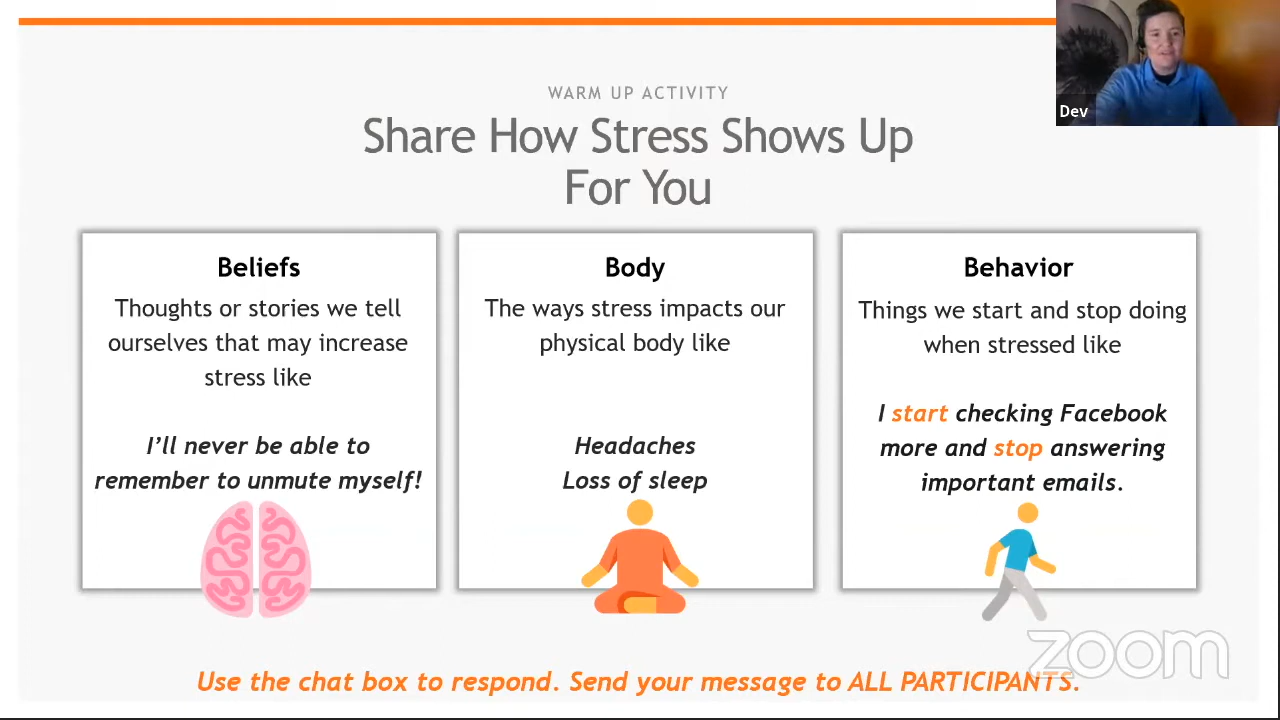 WARM UP ACTIVITY
Share How Stress Shows Up
For You
Dev
Beliefs
Thoughts or stories we tell
ourselves that may increase
stress like
I'll never be able to
remember to unmute myself!
Body
The ways stress impacts our
physical body like
Headaches
Loss of sleep
Behavior
Things we start and stop doing
when stressed like
I start checking Facebook
more and stop answering
important emails.
zoom
Use the chat box to respond. Send your message to ALL PARTICIPANTS.